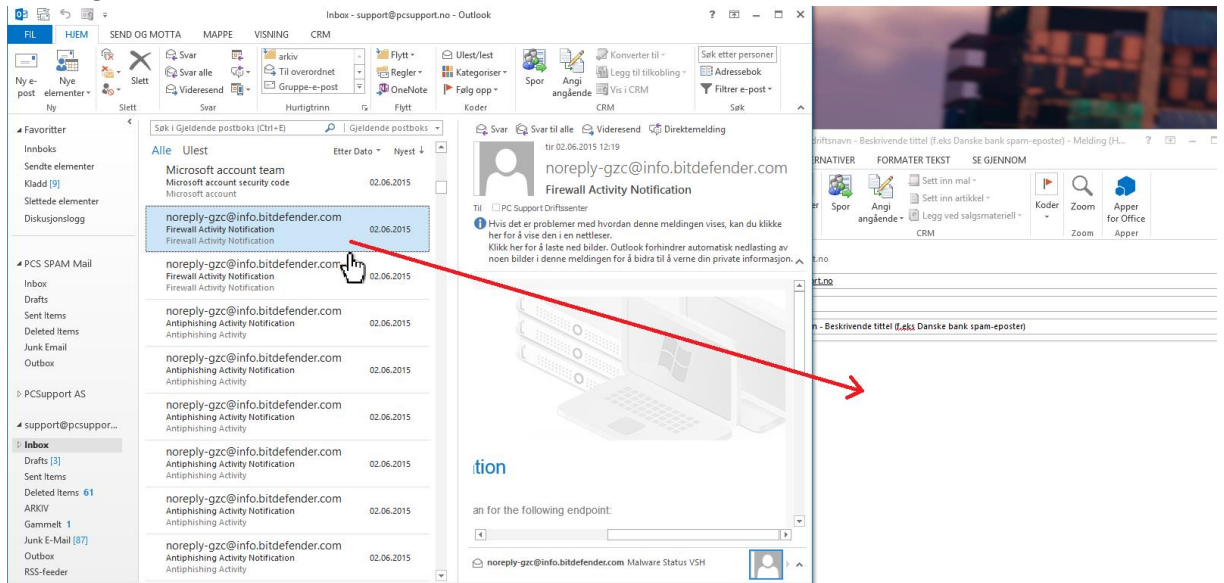 Inbox - support@pcsupport.no - Outlook
FIL HJEM SEND OG MOTTA MAPPE VISNING CRM
Ny e-post
Nye elementer
Ny
Slett
Slett
Svar
Svar alle
Videresend
Svar
arkiv
Til overordnet
Gruppe-e-post
Hurtigtrinn
Flytt
Regler
OneNote
Flytt
Ulest/lest
Kategoriser
Følg opp
Koder
Spor
Angi angående
Konverter til
Legg til tilkobling
Vis i CRM
CRM
Søk etter personer
Adressebok
Filtrer e-post
Søk
Favoritter
Innboks
Sendte elementer
Kladd [9]
Slettede elementer
Diskusjonslogg
PCS SPAM Mail
Inbox
Drafts
Sent Items
Deleted Items
Junk Email
Outbox
PCSupport AS
support@pcsuppor...
Inbox
Drafts [3]
Sent Items
Deleted Items 61
ARKIV
Gammelt 1
Junk E-Mail [87]
Outbox
RSS-feeder
Søk i Gjeldende postboks (Ctrl+E) Gjeldende postboks
Alle Ulest Etter Dato Nyest ↓
Microsoft account team
Microsoft account security code 02.06.2015
Microsoft account
noreply-gzc@info.bitdefender.com
Firewall Activity Notification 02.06.2015
Firewall Activity Notification
noreply-gzc@info.bitdefender.com
Firewall Activity Notification 02.06.2015
Firewall Activity Notification
noreply-gzc@info.bitdefender.com
Antiphishing Activity Notification 02.06.2015
Antiphishing Activity
noreply-gzc@info.bitdefender.com
Antiphishing Activity Notification 02.06.2015
Antiphishing Activity
noreply-gzc@info.bitdefender.com
Antiphishing Activity Notification 02.06.2015
Antiphishing Activity
noreply-gzc@info.bitdefender.com
Antiphishing Activity Notification 02.06.2015
Antiphishing Activity
noreply-gzc@info.bitdefender.com
Antiphishing Activity Notification 02.06.2015
Antiphishing Activity
noreply-gzc@info.bitdefender.com
Antiphishing Activity Notification 02.06.2015
Antiphishing Activity
Svar Svar til alle Videresend Direktemelding
tir 02.06.2015 12:19
noreply-gzc@info.bitdefender.com
Firewall Activity Notification
Til PC Support Driftssenter
Hvis det er problemer med hvordan denne meldingen vises, kan du klikke
her for å vise den i en nettleser.
Klikk her for å laste ned bilder. Outlook forhindrer automatisk nedlasting av
noen bilder i denne meldingen for å bidra til å verne din private informasjon.
ation
an for the following endpoint:
noreply-gzc@info.bitdefender.com Malware Status VSH
driftsnavn - Beskrivende tittel (f.eks Danske bank spam-eposter) - Melding (H...
ERNATIVER FORMATER TEKST SE GJENNOM
er
Spor
Angi angående
Sett inn mal
Sett inn artikkel
Legg ved salgsmateriell
CRM
Koder
Zoom
Zoom
Apper for Office
Apper
t.no
ort.no
n - Beskrivende tittel (f.eks Danske bank spam-eposter)